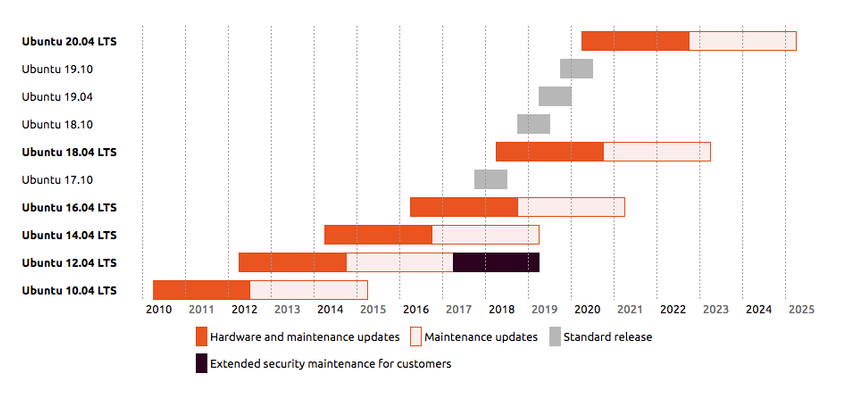 Ubuntu 20.04 LTS
Ubuntu 19.10
Ubuntu 19.04
Ubuntu 18.10
Ubuntu 18.04 LTS
Ubuntu 17.10
Ubuntu 16.04 LTS
Ubuntu 14.04 LTS
Ubuntu 12.04 LTS
Ubuntu 10.04 LTS
2010 2011 2012 2013 2014 2015 2016 2017 2018 2019 2020 2021 2022 2023 2024 2025
Hardware and maintenance updates Maintenance updates Standard release
Extended security maintenance for customers